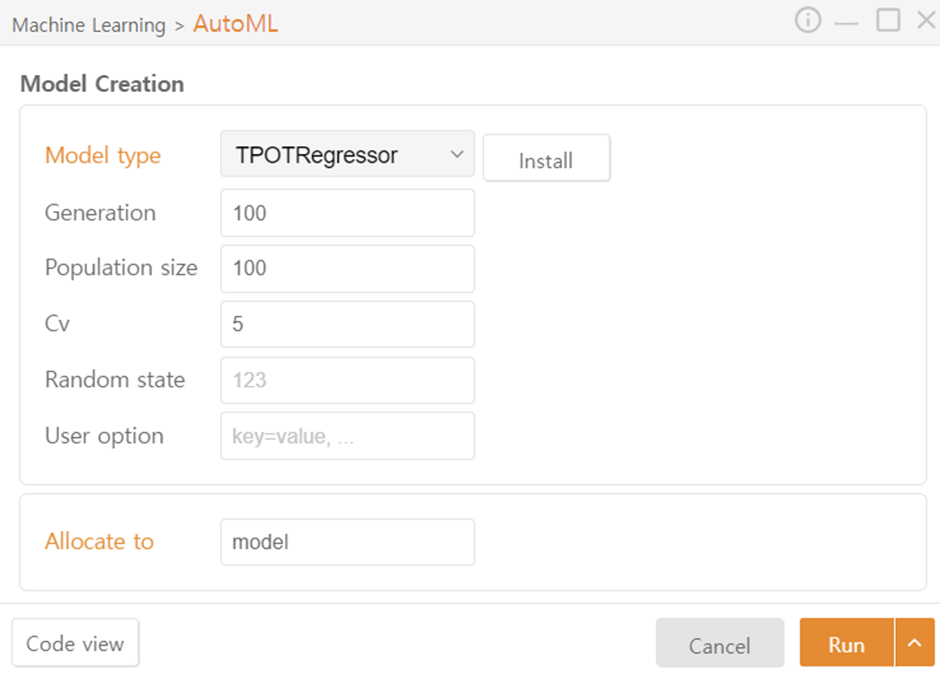 Machine Learning > AutoML
Model Creation
Model type TPOTRegressor Install
Generation 100
Population size 100
Cv 5
Random state 123
User option key=value, ...
Allocate to model
Code view Cancel Run